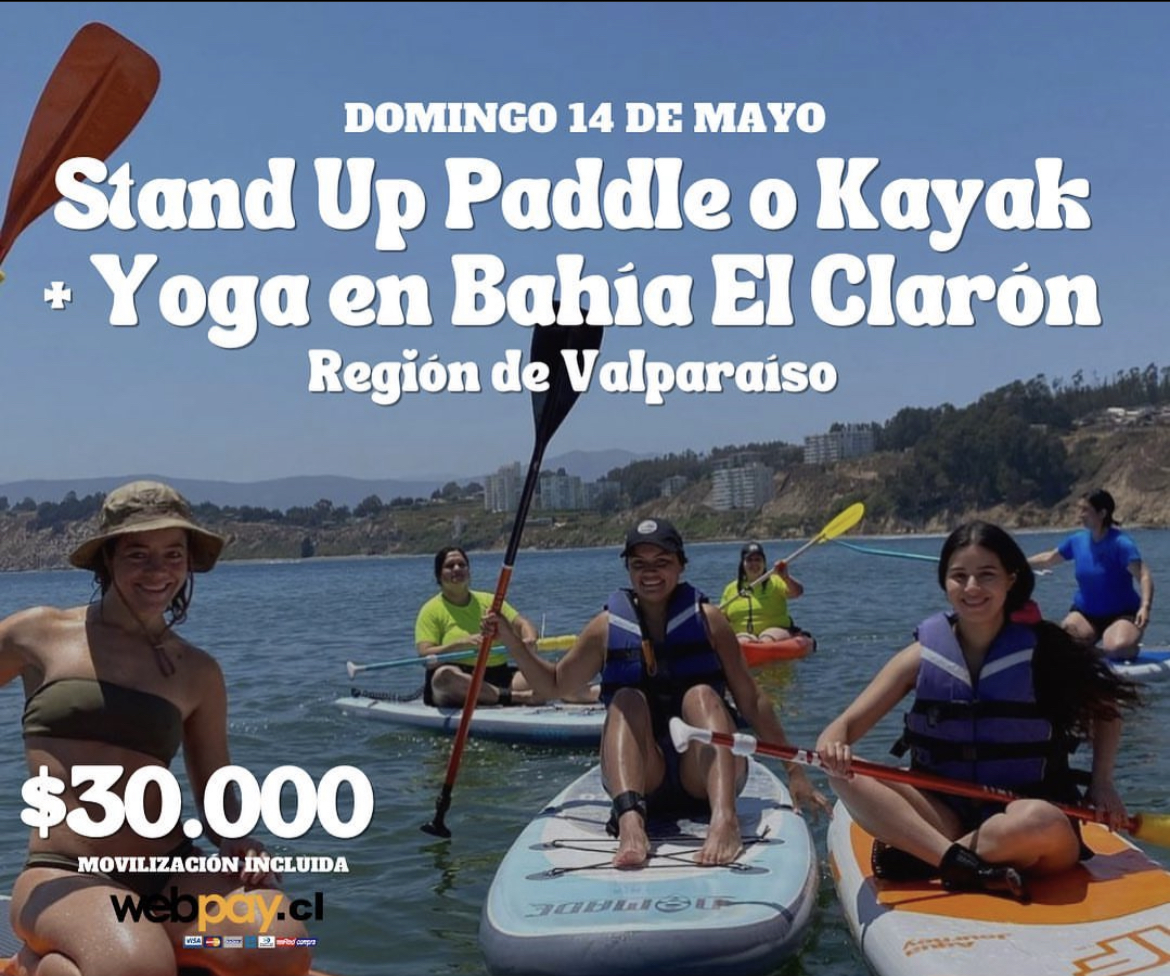 DOMINGO 14 DE MAYO
Stand Up Paddle o Kayak
+ Yoga en Bahía El Clarón
Región de Valparaíso
$30.000
MOVILIZACIÓN INCLUIDA
webpay.cl
VISA